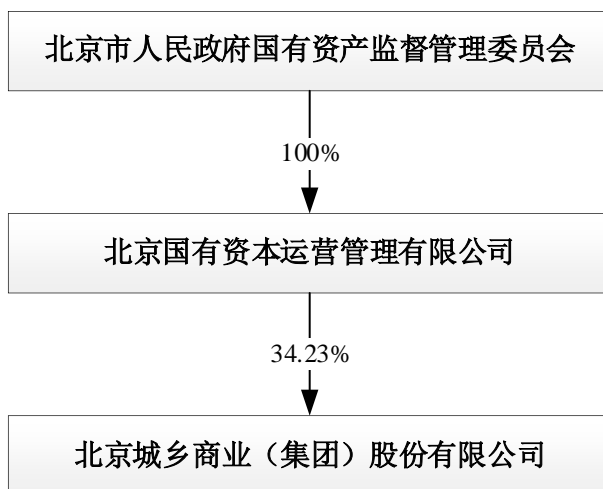 北京市人民政府国有资产监督管理委员会
100%
北京国有资本运营管理有限公司
34.23%
北京城乡商业（集团）股份有限公司